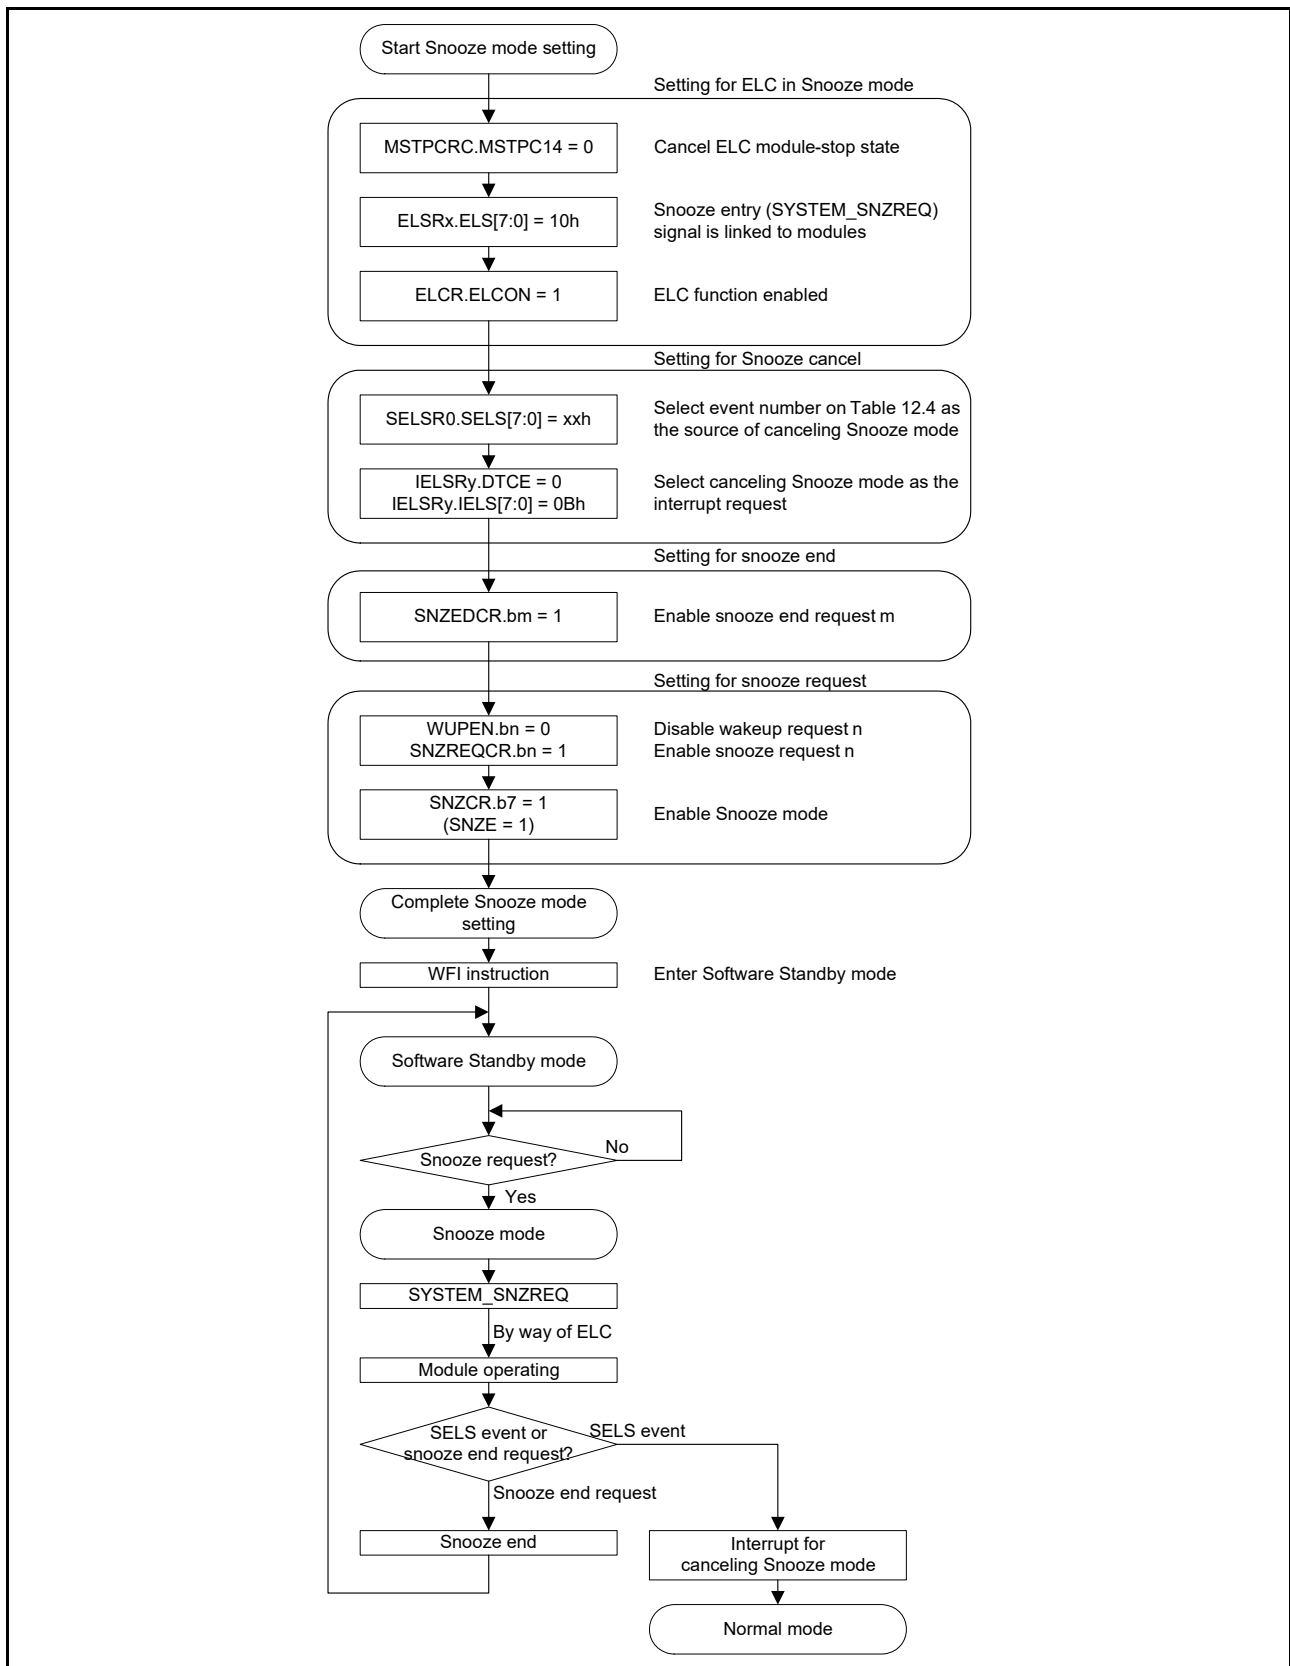 Start Snooze mode setting
Setting for ELC in Snooze mode
MSTPCRC.MSTPC14 = 0
Cancel ELC module-stop state
ELSRx.ELS[7:0] = 10h
Snooze entry (SYSTEM_SNZREQ)
signal is linked to modules
ELCR.ELCON = 1
ELC function enabled
Setting for Snooze cancel
SELSR0.SELS[7:0] = xxh
Select event number on Table 12.4 as
the source of canceling Snooze mode
IELSRy.DTCE = 0
IELSRy.IELS[7:0] = 0Bh
Select canceling Snooze mode as the
interrupt request
Setting for snooze end
SNZEDCR.bm = 1
Enable snooze end request m
Setting for snooze request
WUPEN.bn = 0
SNZREQCR.bn = 1
Disable wakeup request n
Enable snooze request n
SNZCR.b7 = 1
(SNZE = 1)
Enable Snooze mode
Complete Snooze mode
setting
WFI instruction
Enter Software Standby mode
Software Standby mode
No
Snooze request?
Yes
Snooze mode
SYSTEM_SNZREQ
By way of ELC
Module operating
SELS event or
snooze end request?
SELS event
Snooze end request
Snooze end
Interrupt for
canceling Snooze mode
Normal mode